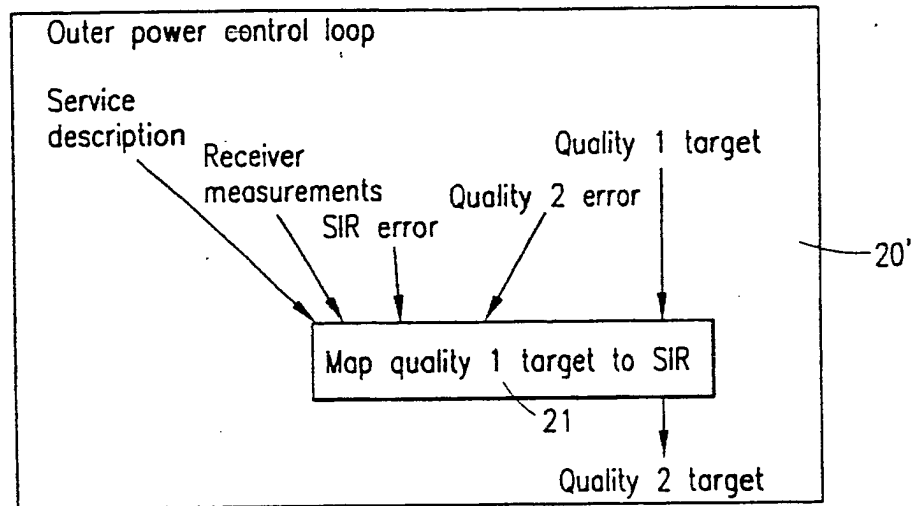 Outer power control loop
Service
description
Receiver
measurements
SIR error
Quality 2 error
Quality 1 target
20'
Map quality 1 target to SIR
21
Quality 2 target